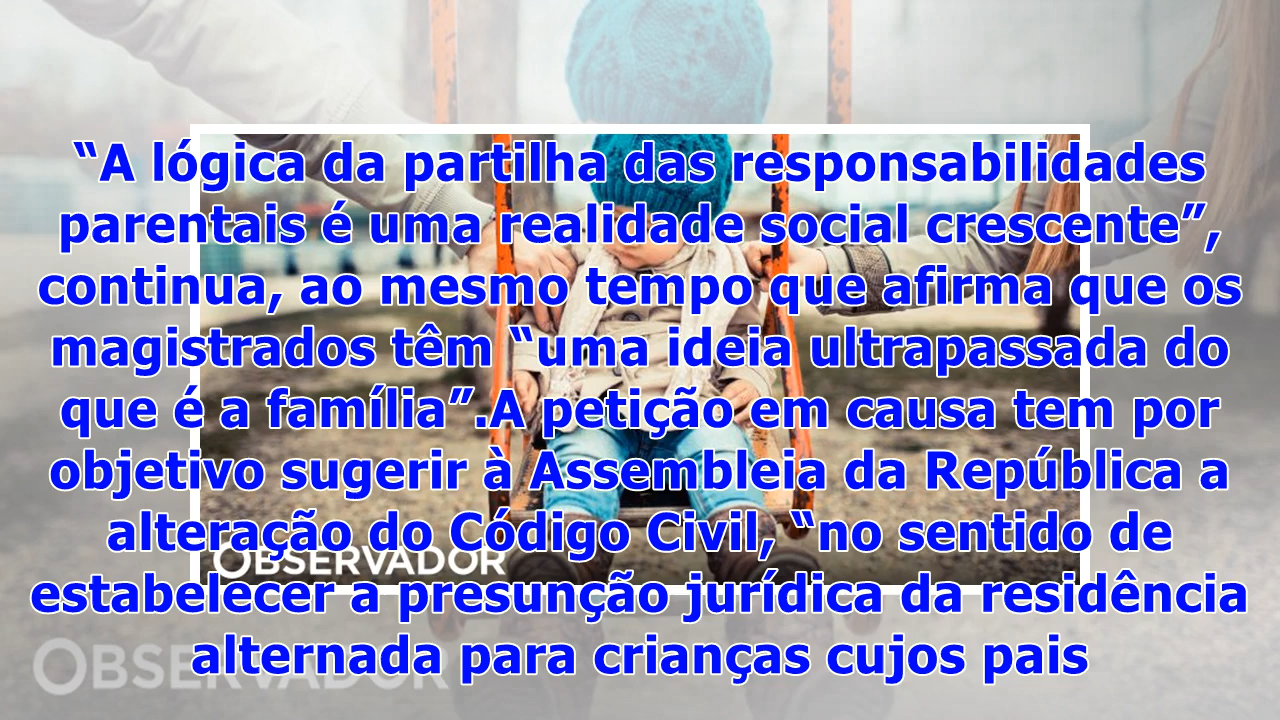 “A lógica da partilha das responsabilidades
parentais é uma realidade social crescente”,
continua, ao mesmo tempo que afirma que os
magistrados têm “uma ideia ultrapassada do
que é a família”.A petição em causa tem por
objetivo sugerir à Assembleia da República a
alteração do Código Civil, “no sentido de
OBSERVADOR
estabelecer a presunção jurídica da residência
alternada para crianças cujos pais
OBSERVADOR